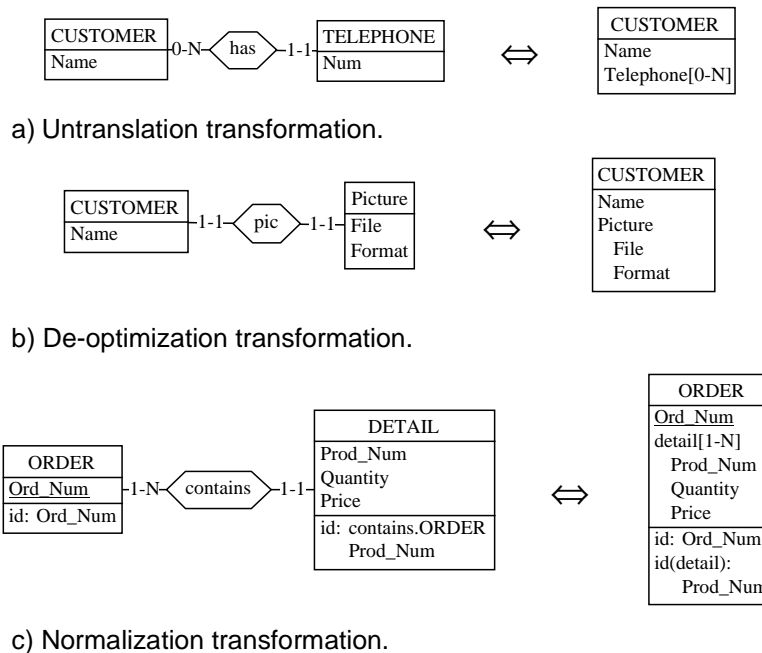 CUSTOMER
Name
0-N
has
1-1
TELEPHONE
Num
⇔
CUSTOMER
Name
Telephone[0-N]
a) Untranslation transformation.
CUSTOMER
Name
1-1
pic
1-1
Picture
File
Format
⇔
CUSTOMER
Name
Picture
File
Format
b) De-optimization transformation.
ORDER
Ord_Num
id: Ord_Num
1-N
contains
1-1
DETAIL
Prod_Num
Quantity
Price
id: contains.ORDER
Prod_Num
⇔
ORDER
Ord_Num
detail[1-N]
Prod_Num
Quantity
Price
id: Ord_Num
id(detail):
Prod_Num
c) Normalization transformation.